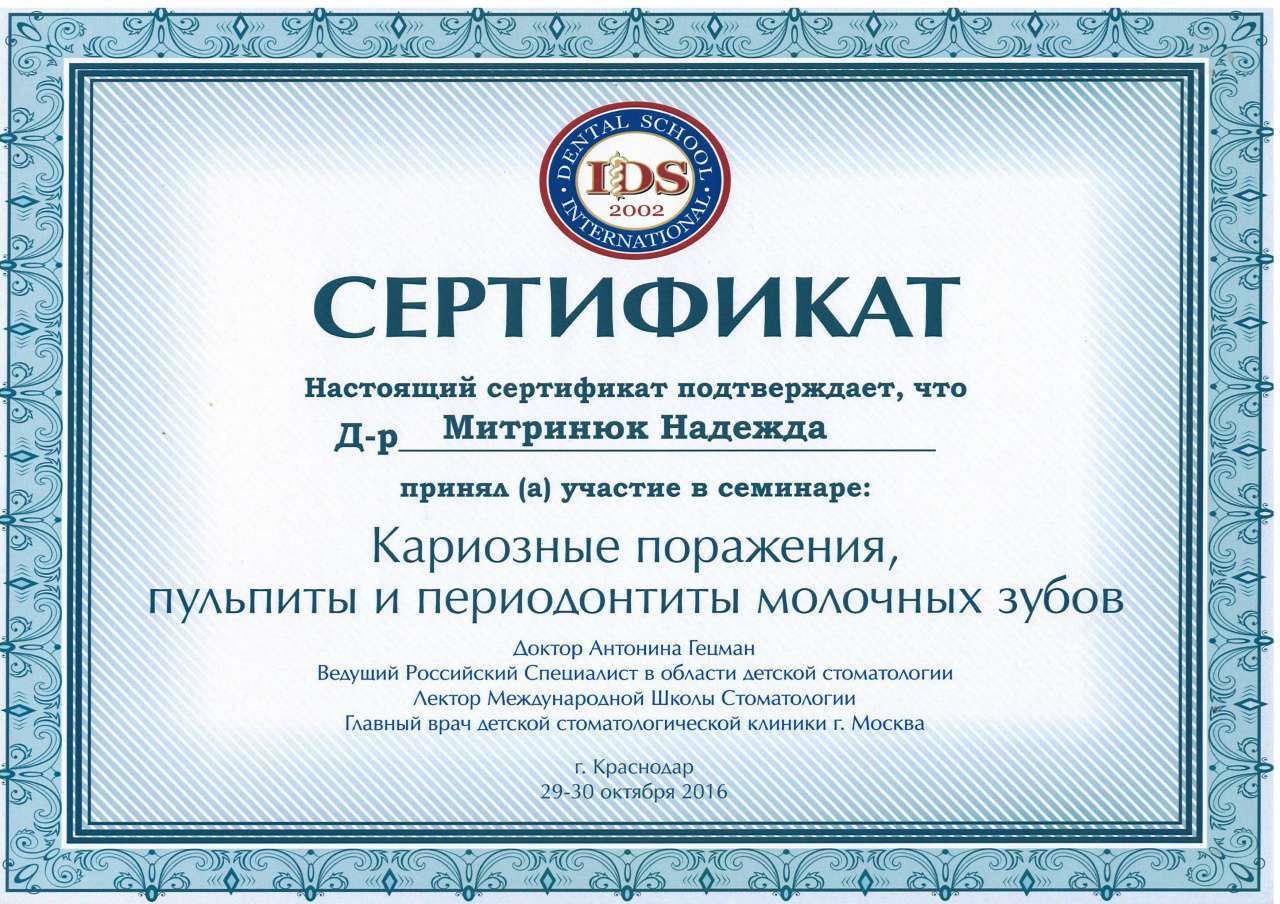 DENTAL SCHOOL
IDS
2002
INTERNATIONAL
СЕРТИФИКАТ
Настоящий сертификат подтверждает, что
Д-р Митринюк Надежда
принял (а) участие в семинаре:
Кариозные поражения,
пульпиты и периодонтиты молочных зубов
Доктор Антонина Гецман
Ведущий Российский Специалист в области детской стоматологии
Лектор Международной Школы Стоматологии
Главный врач детской стоматологической клиники г. Москва
г. Краснодар
29-30 октября 2016